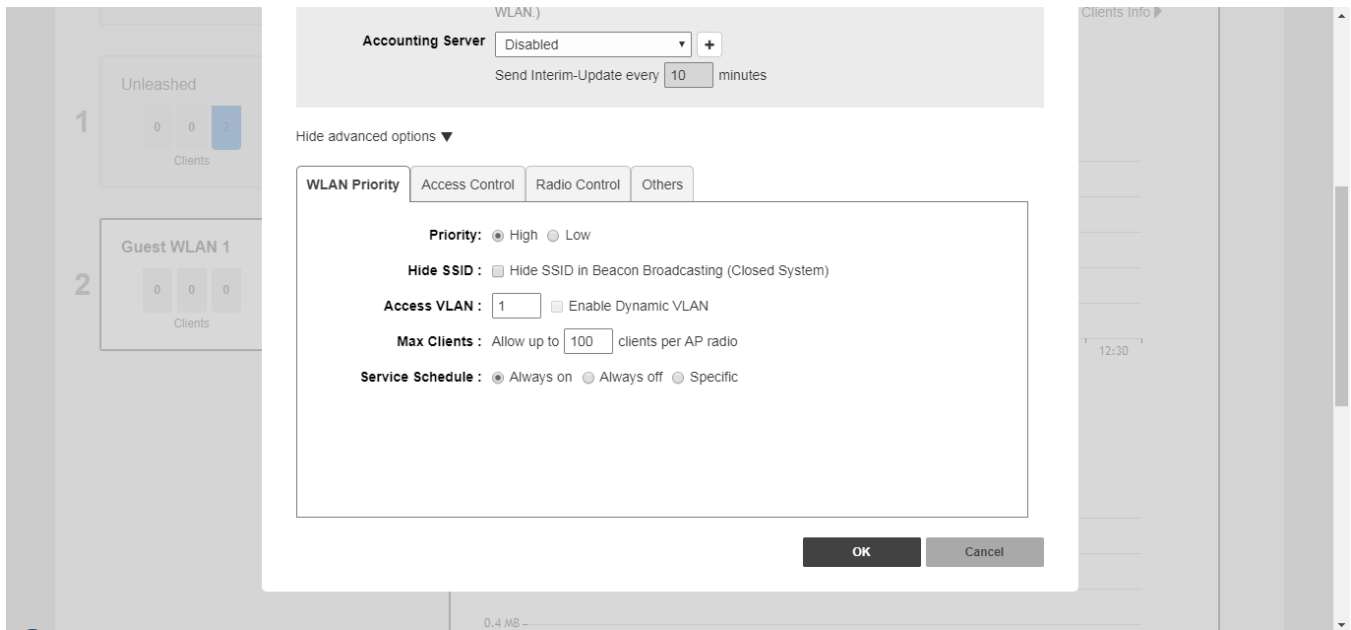 WLAN.)
Clients Info
Accounting Server Disabled +
Send Interim-Update every 10 minutes
Unleashed
1
0 0 2
Clients
Hide advanced options
WLAN Priority Access Control Radio Control Others
Priority: High Low
Guest WLAN 1
Hide SSID : Hide SSID in Beacon Broadcasting (Closed System)
2
0 0 0
Clients
Access VLAN : 1 Enable Dynamic VLAN
Max Clients : Allow up to 100 clients per AP radio
12:30
Service Schedule : Always on Always off Specific
OK Cancel
0.4 MB